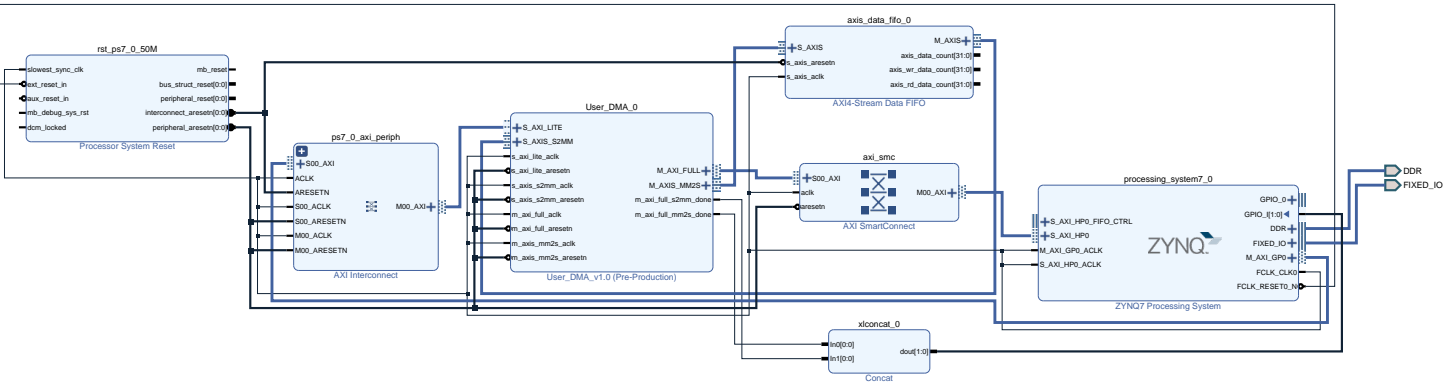 rst_ps7_0_50M
slowest_sync_clk
ext_reset_in
aux_reset_in
mb_debug_sys_rst
dcm_locked
mb_reset
bus_struct_reset[0:0]
peripheral_reset[0:0]
interconnect_aresetn[0:0]
peripheral_aresetn[0:0]
Processor System Reset
ps7_0_axi_periph
S00_AXI
ACLK
ARESETN
S00_ACLK
S00_ARESETN
M00_ACLK
M00_ARESETN
M00_AXI
AXI Interconnect
User_DMA_0
S_AXI_LITE
S_AXIS_S2MM
s_axi_lite_aclk
s_axi_lite_aresetn
s_axis_s2mm_aclk
s_axis_s2mm_aresetn
m_axi_full_aclk
m_axi_full_aresetn
m_axis_mm2s_aclk
m_axis_mm2s_aresetn
M_AXI_FULL
M_AXIS_MM2S
m_axi_full_s2mm_done
m_axi_full_mm2s_done
User_DMA_v1.0 (Pre-Production)
axis_data_fifo_0
S_AXIS
s_axis_aresetn
s_axis_aclk
M_AXIS
axis_data_count[31:0]
axis_wr_data_count[31:0]
axis_rd_data_count[31:0]
AXI4-Stream Data FIFO
axi_smc
S00_AXI
aclk
aresetn
M00_AXI
AXI SmartConnect
xlconcat_0
In0[0:0]
In1[0:0]
dout[1:0]
Concat
processing_system7_0
S_AXI_HP0_FIFO_CTRL
S_AXI_HP0
M_AXI_GP0_ACLK
S_AXI_HP0_ACLK
ZYNQ
GPIO_0
GPIO_I[1:0]
DDR
FIXED_IO
M_AXI_GP0
FCLK_CLK0
FCLK_RESET0_N
ZYNQ7 Processing System
DDR
FIXED_IO